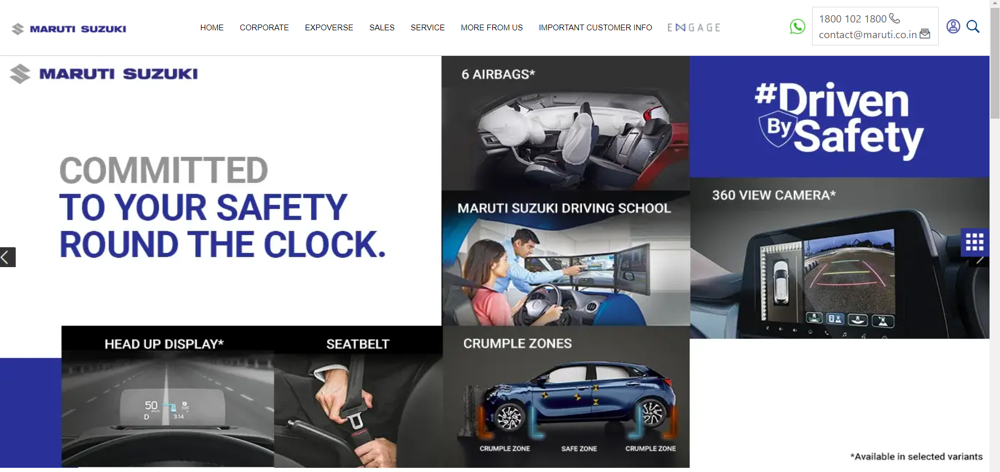 MARUTI SUZUKI
HOME CORPORATE EXPOVERSE SALES SERVICE MORE FROM US IMPORTANT CUSTOMER INFO
1800 102 1800
contact@maruti.co.in
MARUTI SUZUKI
COMMITTED
TO YOUR SAFETY
ROUND THE CLOCK.
6 AIRBAGS*
#Driven
By
Safety
MARUTI SUZUKI DRIVING SCHOOL
360 VIEW CAMERA*
HEAD UP DISPLAY*
50
D
3:14
SEATBELT
CRUMPLE ZONES
CRUMPLE ZONE SAFE ZONE CRUMPLE ZONE
*Available in selected variants